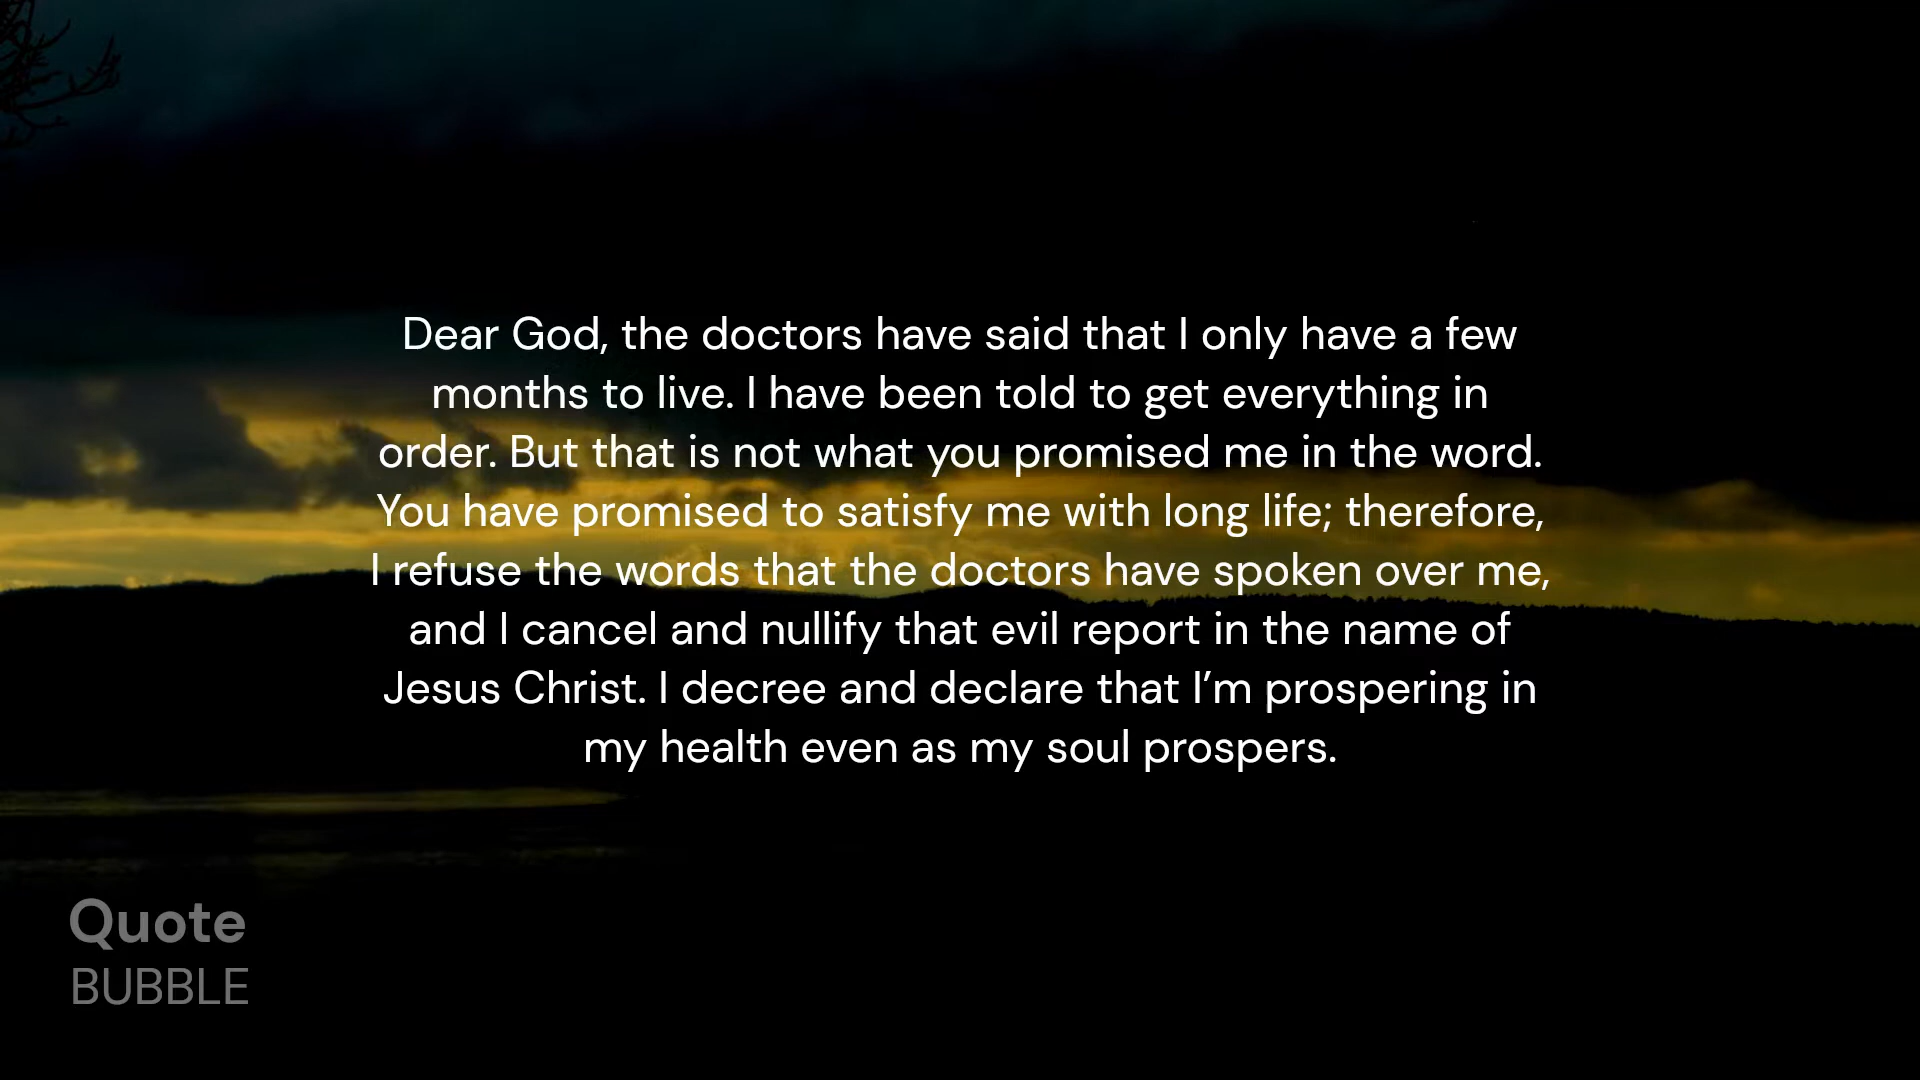 Dear God, the doctors have said that I only have a few
months to live. I have been told to get everything in
order. But that is not what you promised me in the word.
You have promised to satisfy me with long life; therefore,
I refuse the words that the doctors have spoken over me,
and I cancel and nullify that evil report in the name of
Jesus Christ. I decree and declare that I’m prospering in
my health even as my soul prospers.
Quote
BUBBLE